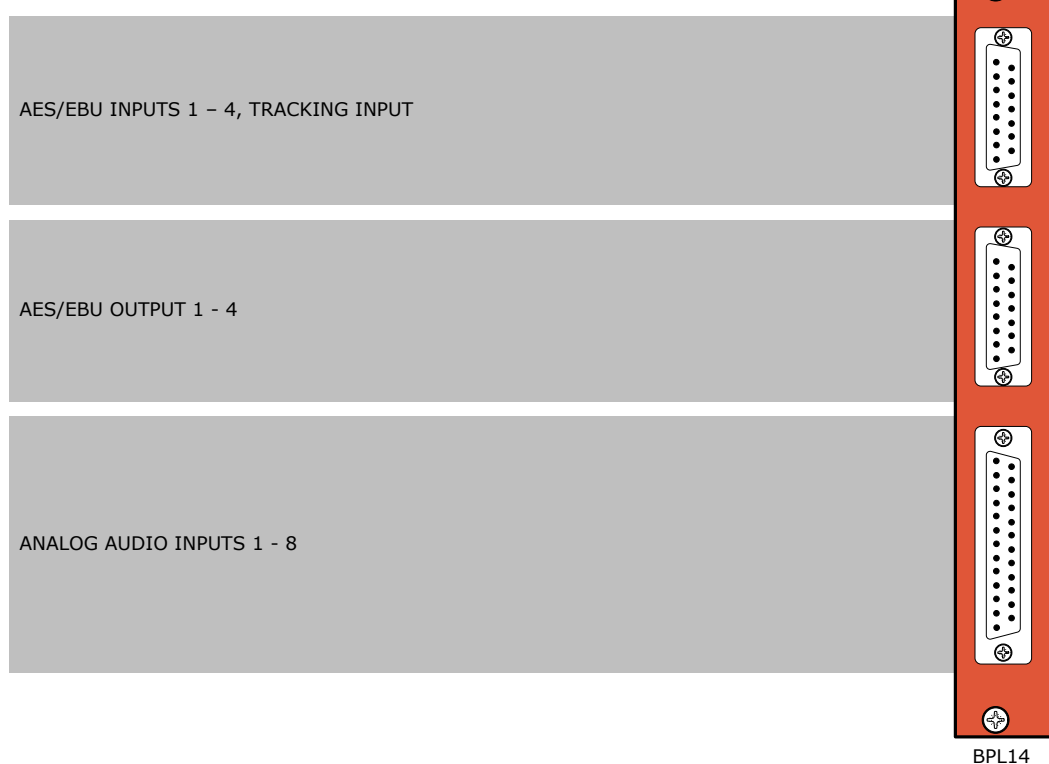 AES/EBU INPUTS 1 – 4, TRACKING INPUT
AES/EBU OUTPUT 1 - 4
ANALOG AUDIO INPUTS 1 - 8
BPL14